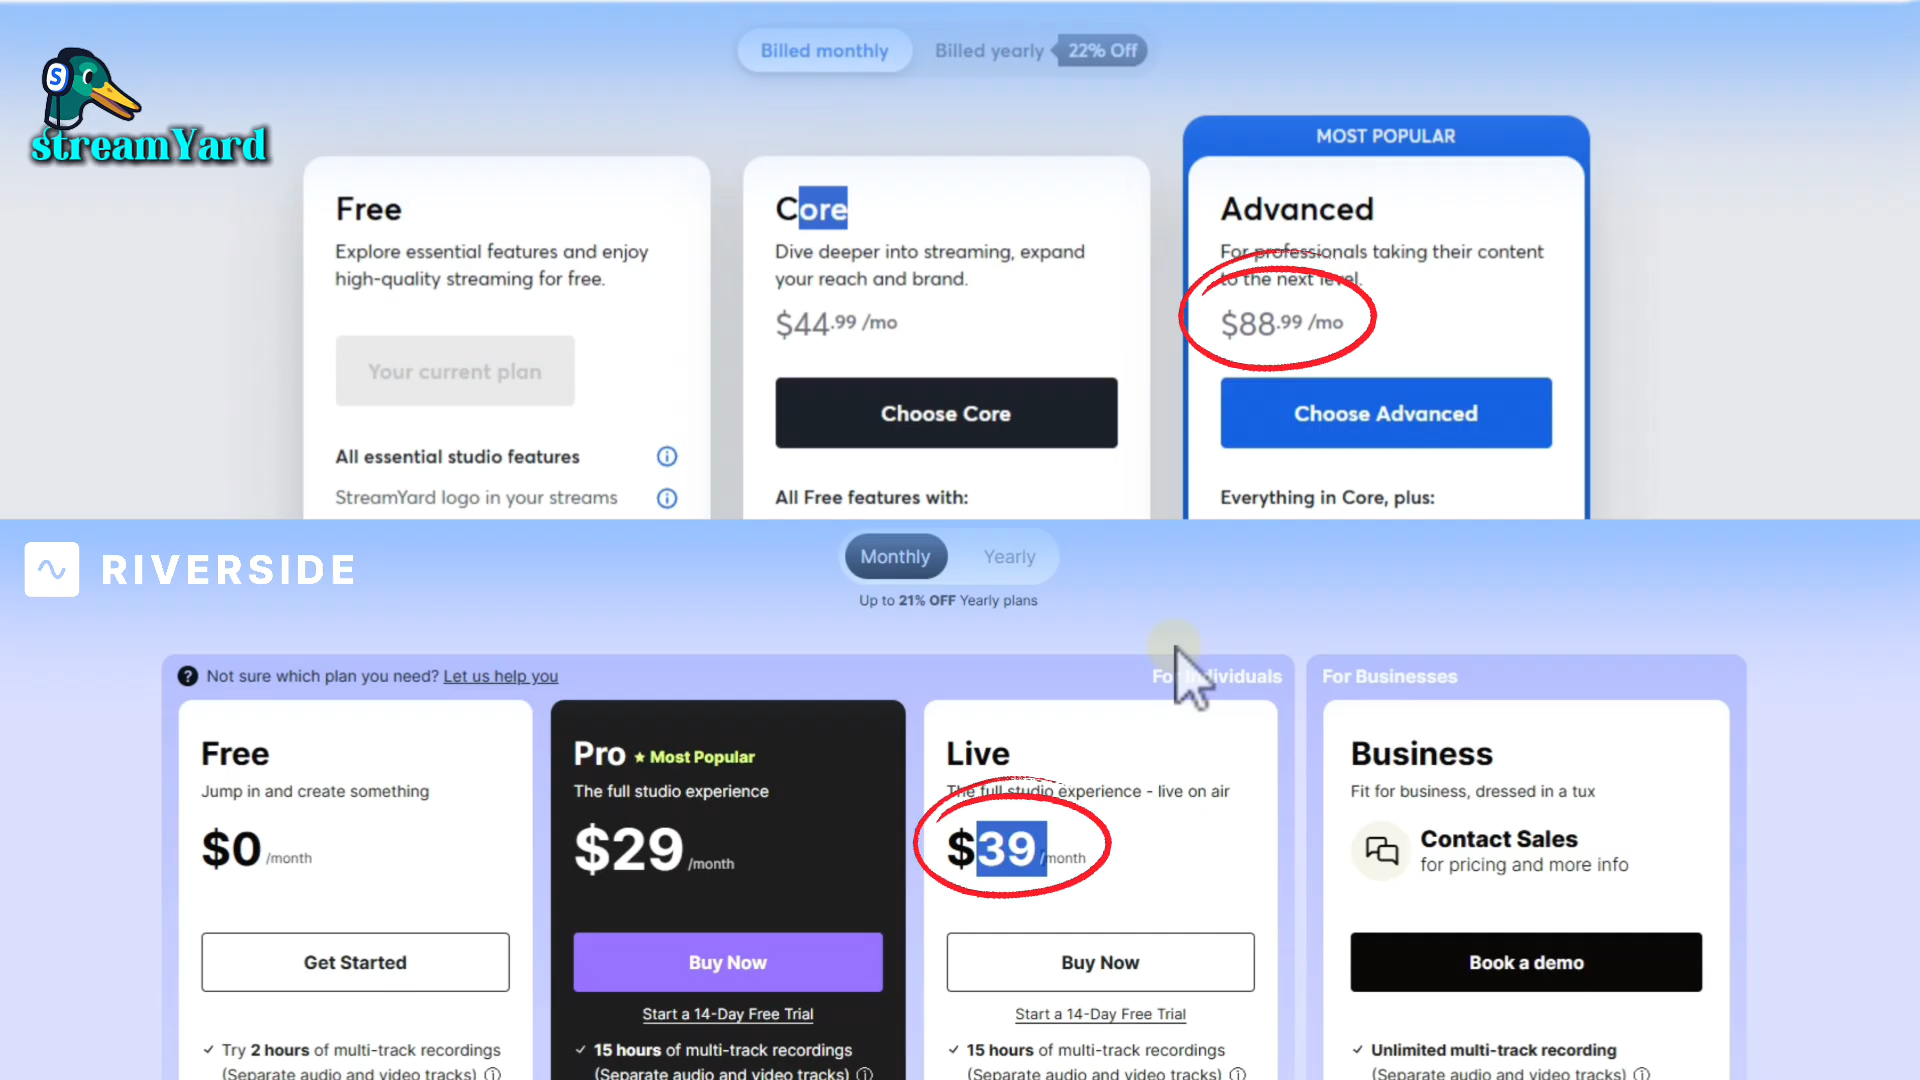 Billed monthly
Billed yearly
22% Off
S
streamYard
MOST POPULAR
Free
Explore essential features and enjoy
high-quality streaming for free.
Your current plan
All essential studio features
StreamYard logo in your streams
Core
Dive deeper into streaming, expand
your reach and brand.
$44.99 /mo
Choose Core
All Free features with:
Advanced
For professionals taking their content
to the next level.
$88.99 /mo
Choose Advanced
Everything in Core, plus:
RIVERSIDE
Monthly
Yearly
Up to 21% OFF Yearly plans
? Not sure which plan you need? Let us help you
For Individuals
For Businesses
Free
Jump in and create something
$0 /month
Get Started
Try 2 hours of multi-track recordings
(Separate audio and video tracks)
Pro ★ Most Popular
The full studio experience
$29 /month
Buy Now
Start a 14-Day Free Trial
15 hours of multi-track recordings
(Separate audio and video tracks)
Live
The full studio experience - live on air
$39 /month
Buy Now
Start a 14-Day Free Trial
15 hours of multi-track recordings
(Separate audio and video tracks)
Business
Fit for business, dressed in a tux
Contact Sales
for pricing and more info
Book a demo
Unlimited multi-track recording
(Separate audio and video tracks)